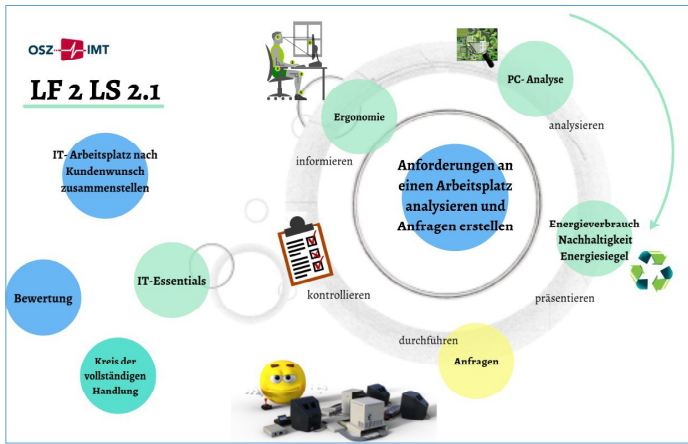 OSZ IMT
LF 2 LS 2.1
IT- Arbeitsplatz nach
Kundenwunsch
zusammenstellen
Bewertung
IT-Essentials
Kreis der
vollständigen
Handlung
Ergonomie
informieren
PC- Analyse
analysieren
Anforderungen an
einen Arbeitsplatz
analysieren und
Anfragen erstellen
Energieverbrauch
Nachhaltigkeit
Energiesiegel
präsentieren
kontrollieren
durchführen
Anfragen